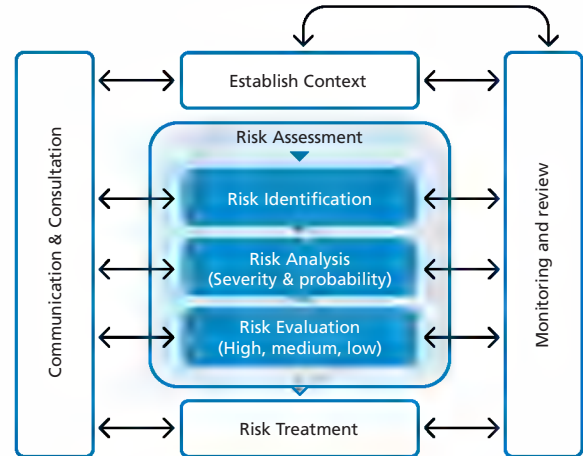 Establish Context
Communication & Consultation
Risk Assessment
Risk Identification
Risk Analysis
(Severity & probability)
Risk Evaluation
(High, medium, low)
Risk Treatment
Monitoring and review